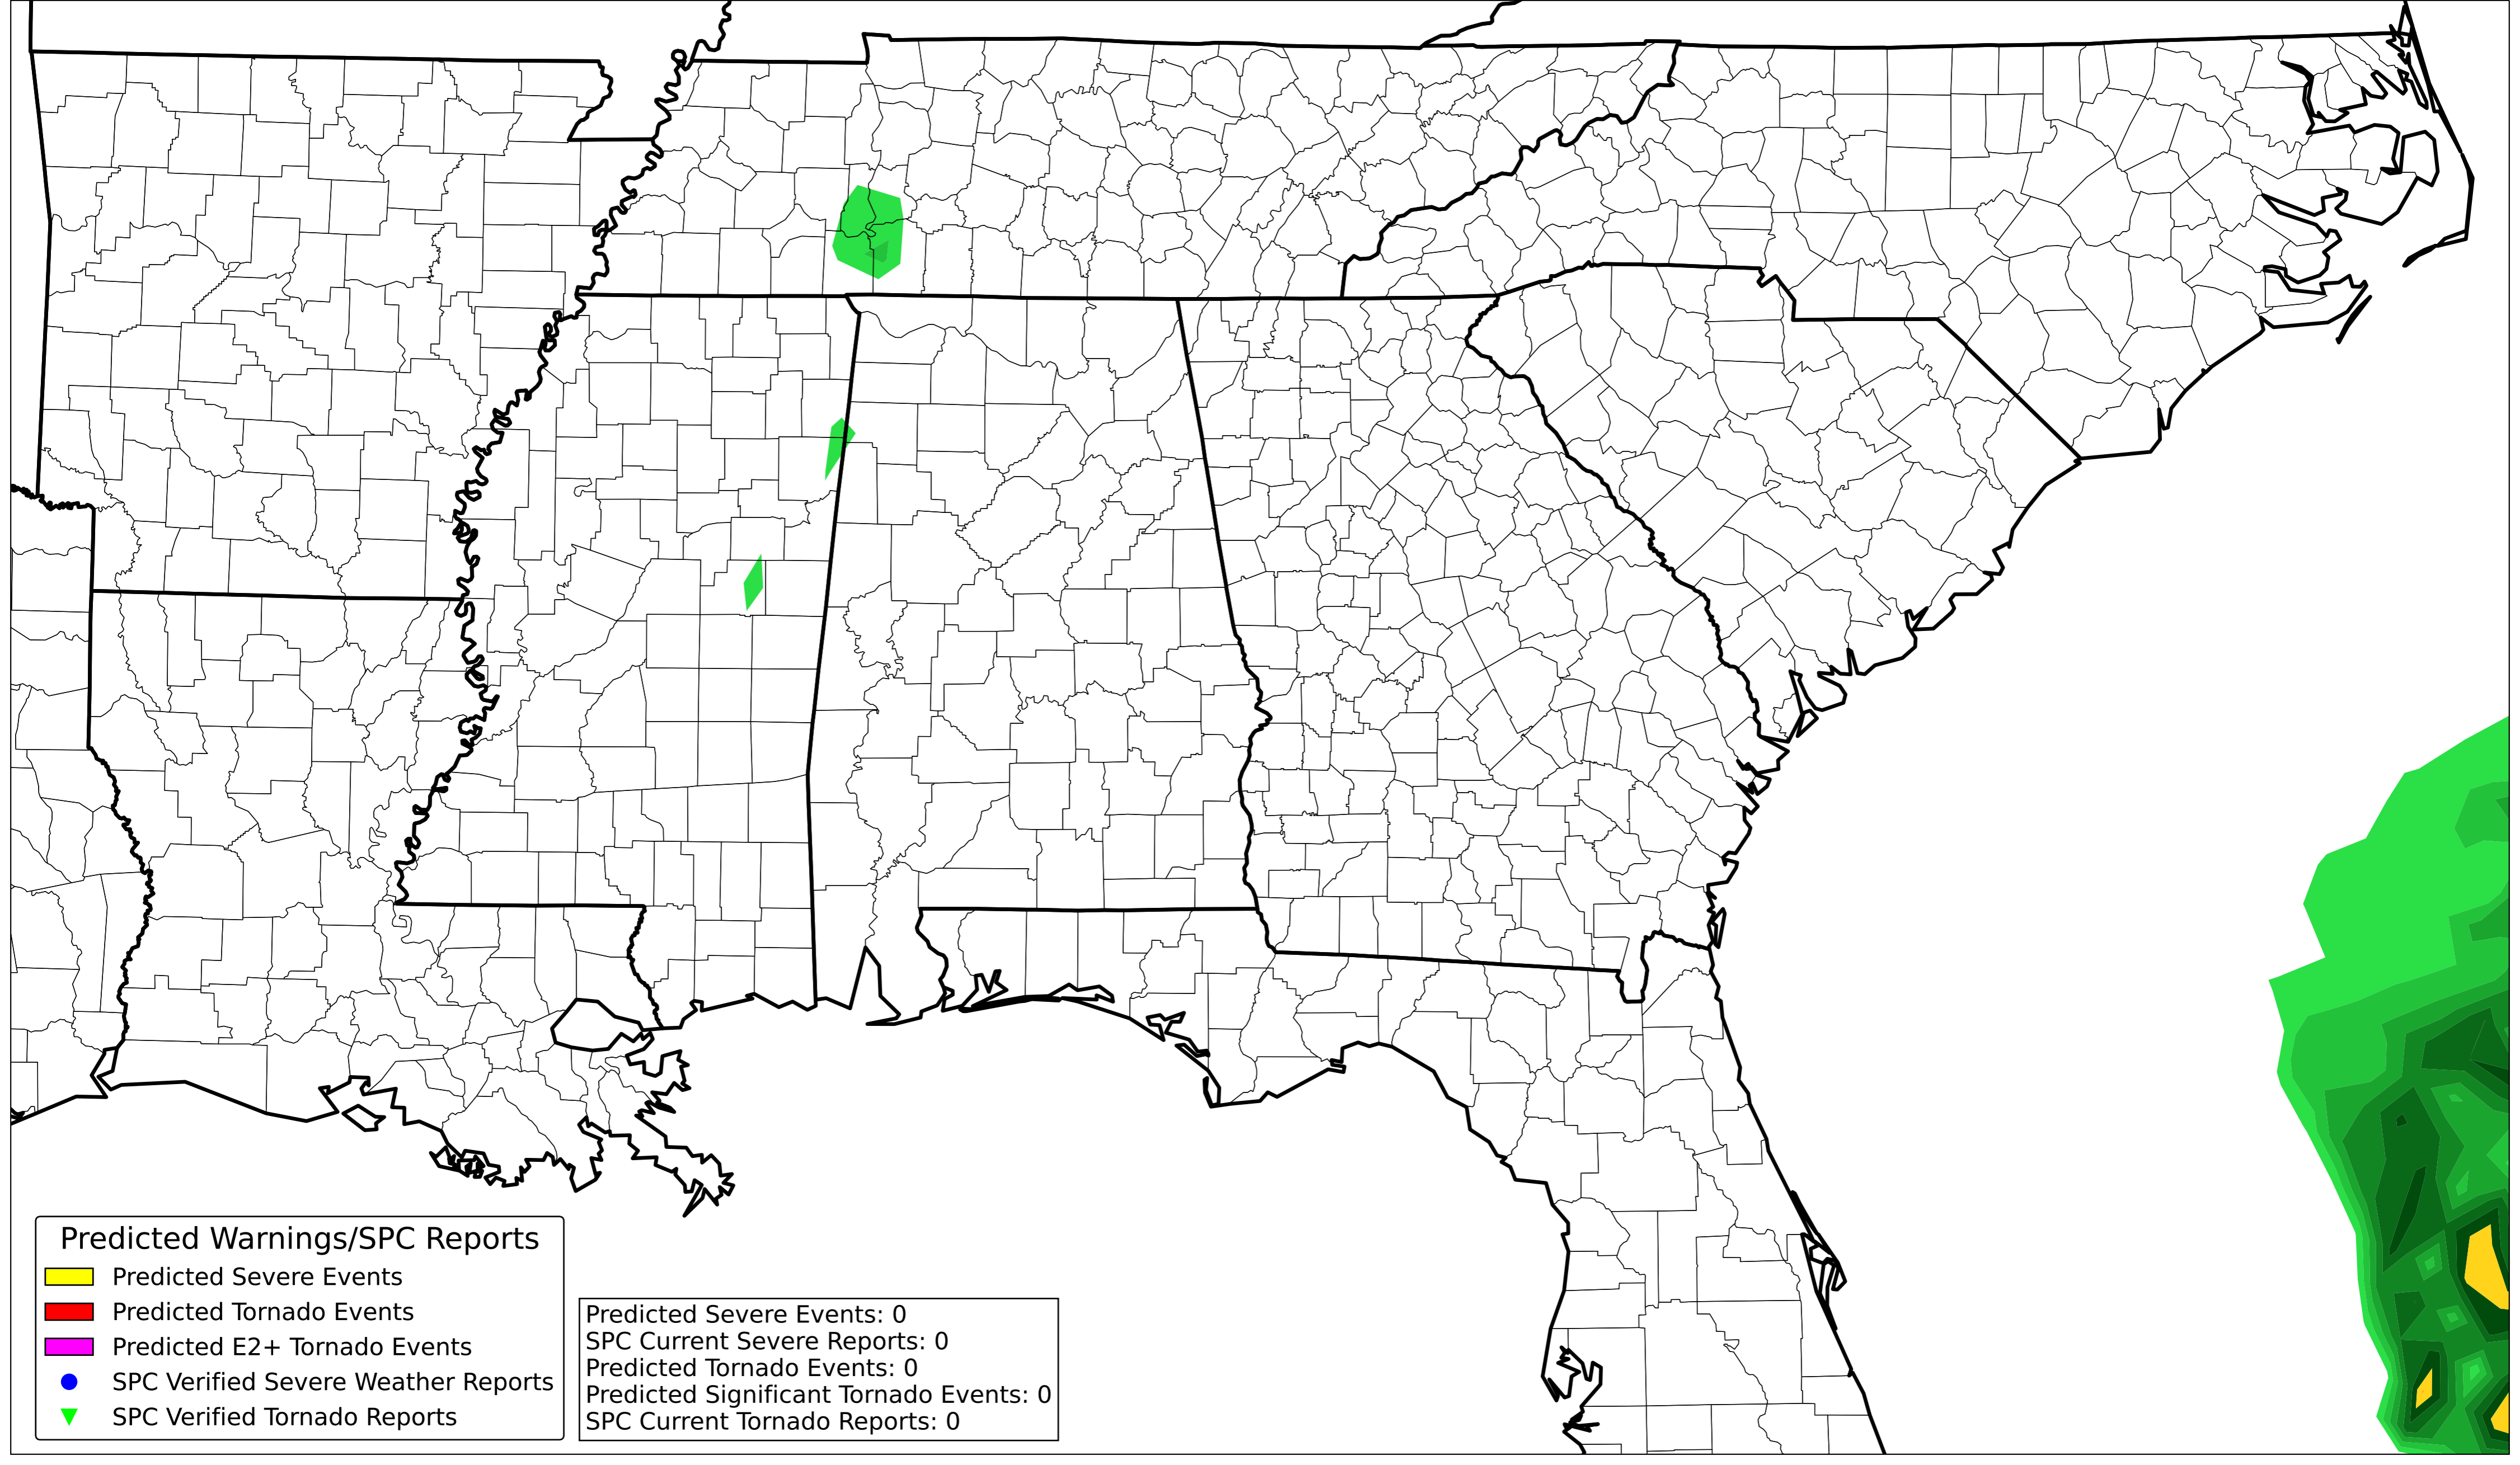 Predicted Warnings/SPC Reports
Predicted Severe Events
Predicted Tornado Events
Predicted E2+ Tornado Events
SPC Verified Severe Weather Reports
SPC Verified Tornado Reports
Predicted Severe Events: 0
SPC Current Severe Reports: 0
Predicted Tornado Events: 0
Predicted Significant Tornado Events: 0
SPC Current Tornado Reports: 0